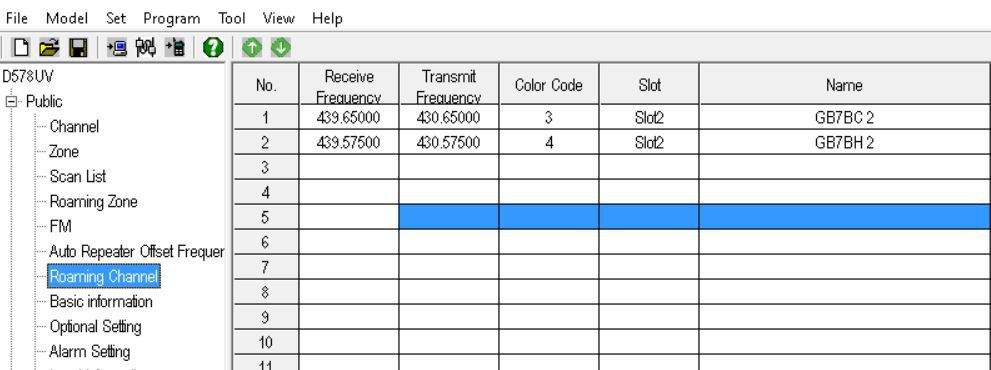 File Model Set Program Tool View Help
D578UV
Public
Channel
Zone
Scan List
Roaming Zone
FM
Auto Repeater Offset Frequer
Roaming Channel
Basic information
Optional Setting
Alarm Setting
No. Receive Frequency Transmit Frequency Color Code Slot Name
1 439.65000 430.65000 3 Slot2 GB7BC 2
2 439.57500 430.57500 4 Slot2 GB7BH 2
3
4
5
6
7
8
9
10
11